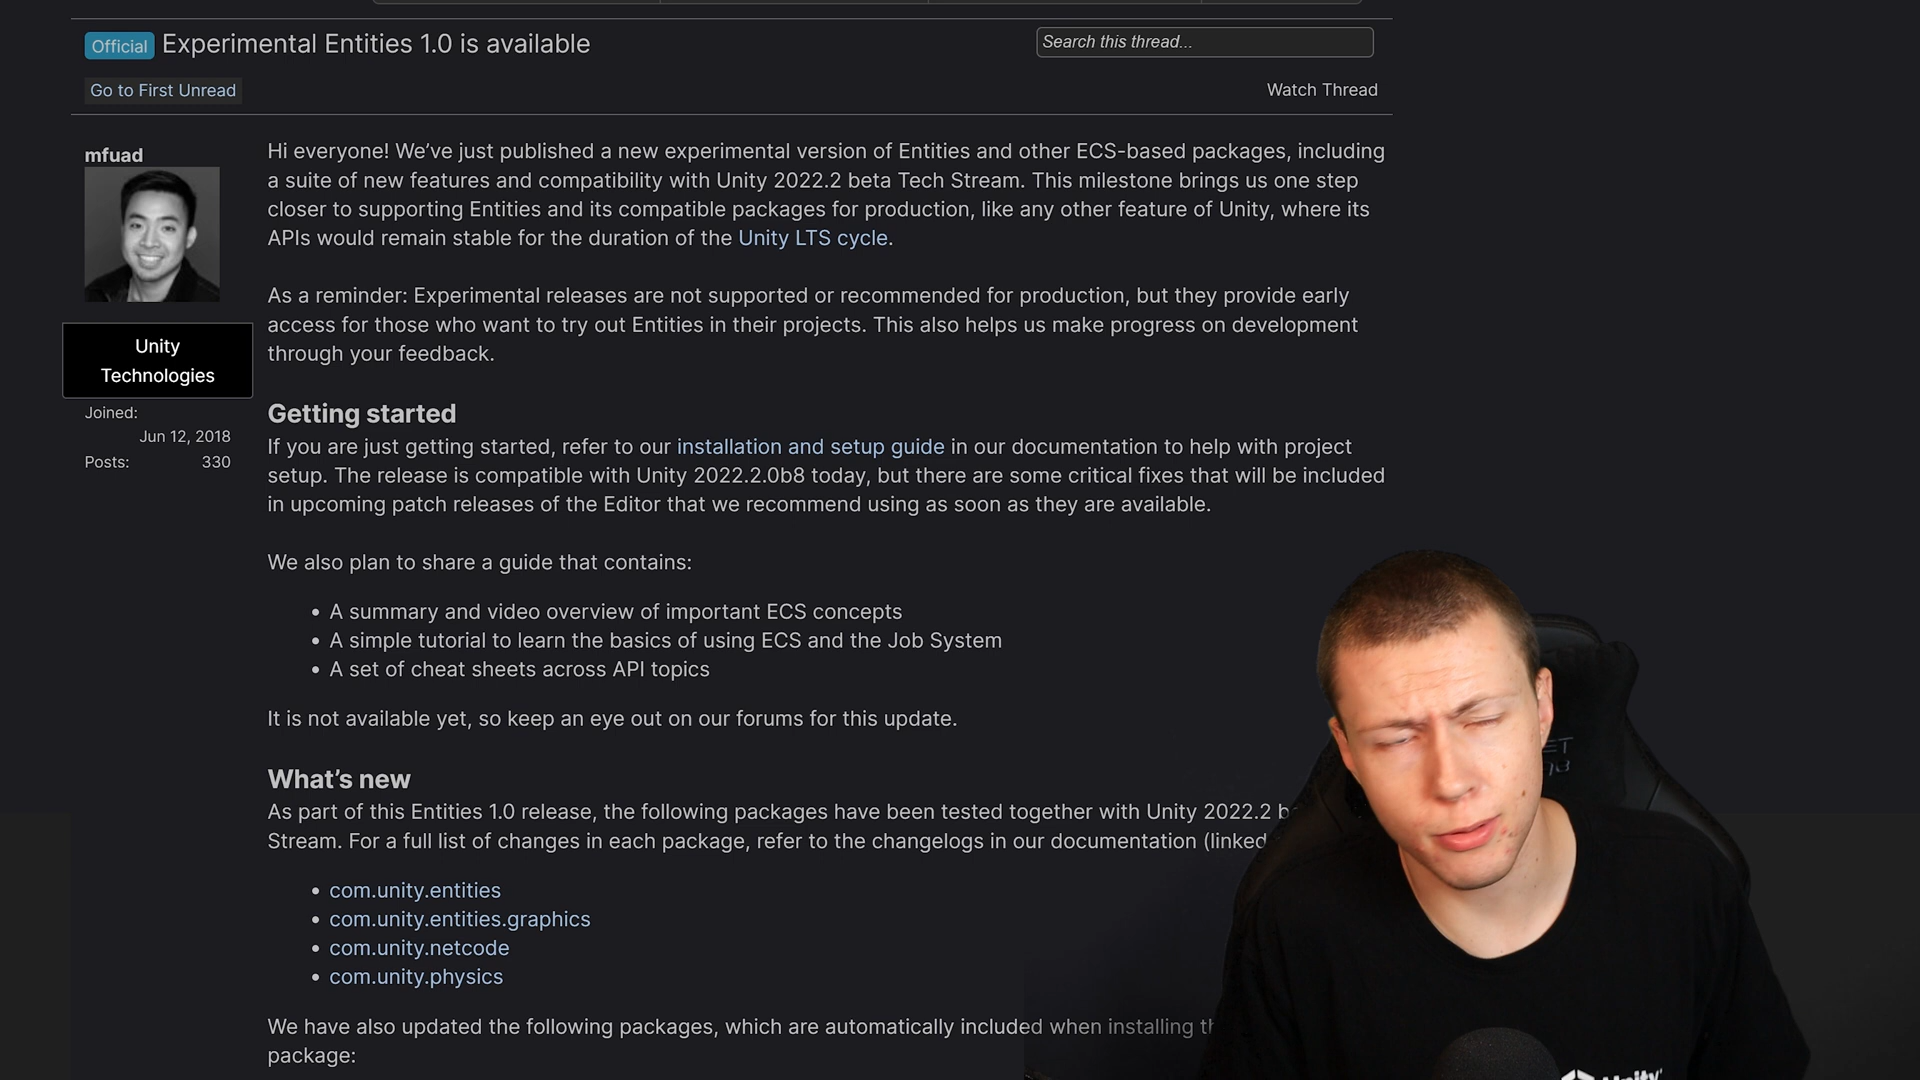 Official Experimental Entities 1.0 is available
Search this thread...
Go to First Unread
Watch Thread
mfuad
Unity
Technologies
Joined:
Jun 12, 2018
Posts: 330
Hi everyone! We’ve just published a new experimental version of Entities and other ECS-based packages, including
a suite of new features and compatibility with Unity 2022.2 beta Tech Stream. This milestone brings us one step
closer to supporting Entities and its compatible packages for production, like any other feature of Unity, where its
APIs would remain stable for the duration of the Unity LTS cycle.
As a reminder: Experimental releases are not supported or recommended for production, but they provide early
access for those who want to try out Entities in their projects. This also helps us make progress on development
through your feedback.
Getting started
If you are just getting started, refer to our installation and setup guide in our documentation to help with project
setup. The release is compatible with Unity 2022.2.0b8 today, but there are some critical fixes that will be included
in upcoming patch releases of the Editor that we recommend using as soon as they are available.
We also plan to share a guide that contains:
• A summary and video overview of important ECS concepts
• A simple tutorial to learn the basics of using ECS and the Job System
• A set of cheat sheets across API topics
It is not available yet, so keep an eye out on our forums for this update.
What’s new
As part of this Entities 1.0 release, the following packages have been tested together with Unity 2022.2
Stream. For a full list of changes in each package, refer to the changelogs in our documentation (linked
• com.unity.entities
• com.unity.entities.graphics
• com.unity.netcode
• com.unity.physics
We have also updated the following packages, which are automatically included when installing
package:
Unity